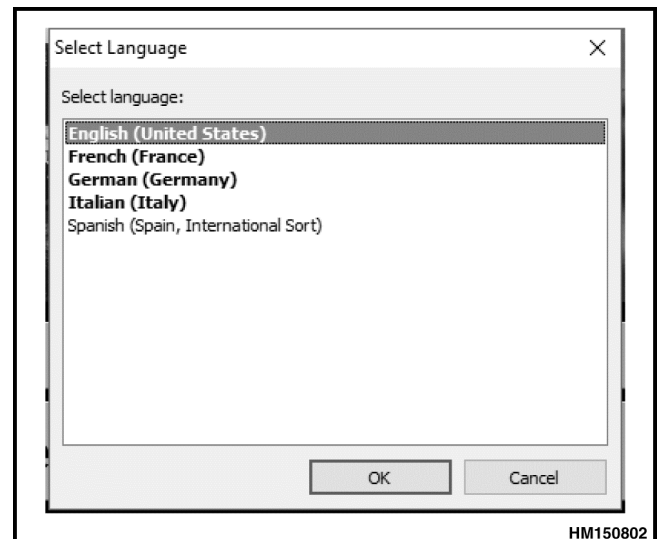 Select Language
Select language:
English (United States)
French (France)
German (Germany)
Italian (Italy)
Spanish (Spain, International Sort)
OK
Cancel
HM150802